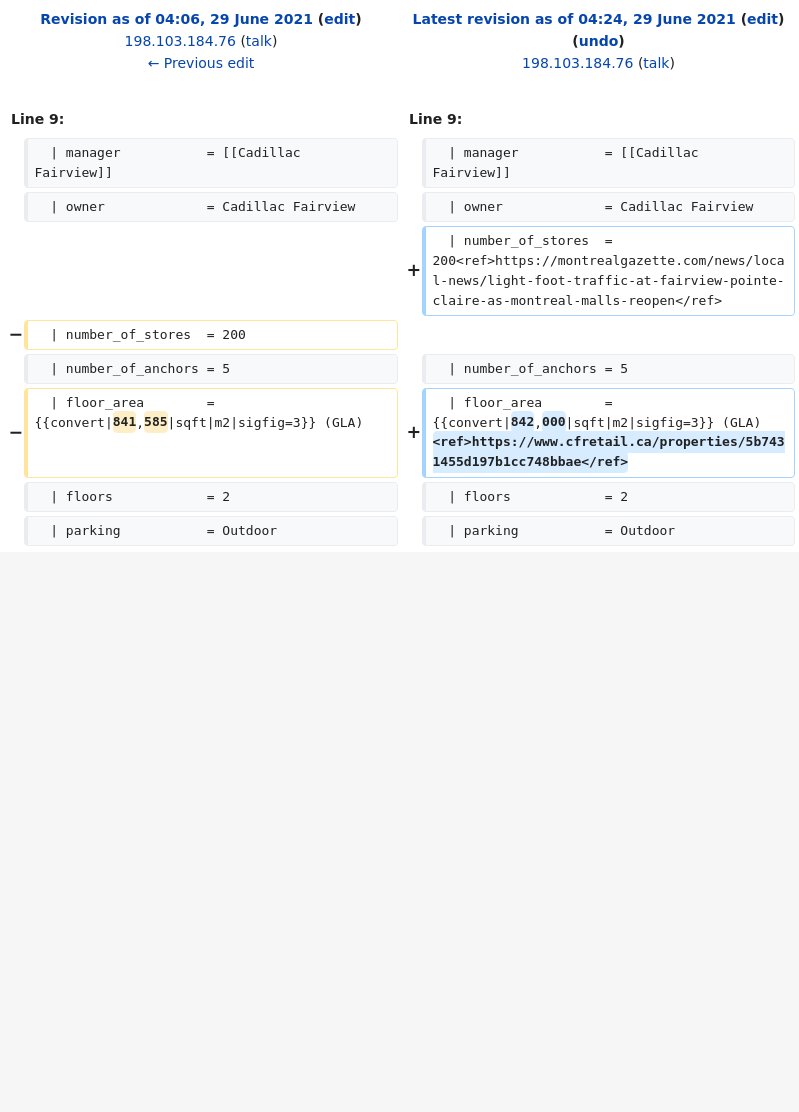 Revision as of 04:06, 29 June 2021 (edit)
198.103.184.76 (talk)
← Previous edit
Latest revision as of 04:24, 29 June 2021 (edit)
(undo)
198.103.184.76 (talk)
Line 9:
Line 9:
| manager           = [[Cadillac
Fairview]]
| manager           = [[Cadillac
Fairview]]
| owner             = Cadillac Fairview
| owner             = Cadillac Fairview
+
| number_of_stores  =
200<ref>https://montrealgazette.com/news/loca
l-news/light-foot-traffic-at-fairview-pointe-
claire-as-montreal-malls-reopen</ref>
−
| number_of_stores  = 200
| number_of_anchors = 5
| number_of_anchors = 5
−
| floor_area        =
{{convert|841,585|sqft|m2|sigfig=3}} (GLA)
+
| floor_area        =
{{convert|842,000|sqft|m2|sigfig=3}} (GLA)
<ref>https://www.cfretail.ca/properties/5b743
1455d197b1cc748bbae</ref>
| floors            = 2
| floors            = 2
| parking           = Outdoor
| parking           = Outdoor